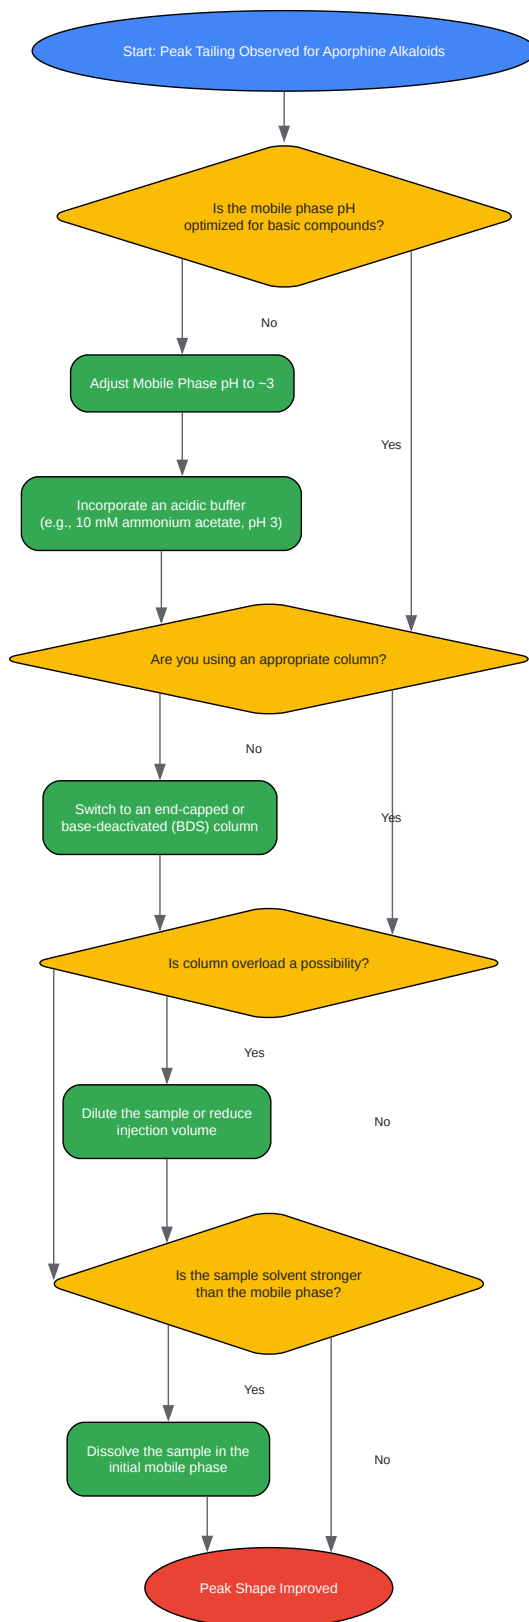 Start: Peak Tailing Observed for Aporphine Alkaloids
Is the mobile phase pH
optimized for basic compounds?
No
Adjust Mobile Phase pH to ~3
Yes
Incorporate an acidic buffer
(e.g., 10 mM ammonium acetate, pH 3)
Are you using an appropriate column?
No
Switch to an end-capped or
base-deactivated (BDS) column
Yes
Is column overload a possibility?
Yes
Dilute the sample or reduce
injection volume
No
Is the sample solvent stronger
than the mobile phase?
Yes
Dissolve the sample in the
initial mobile phase
No
Peak Shape Improved